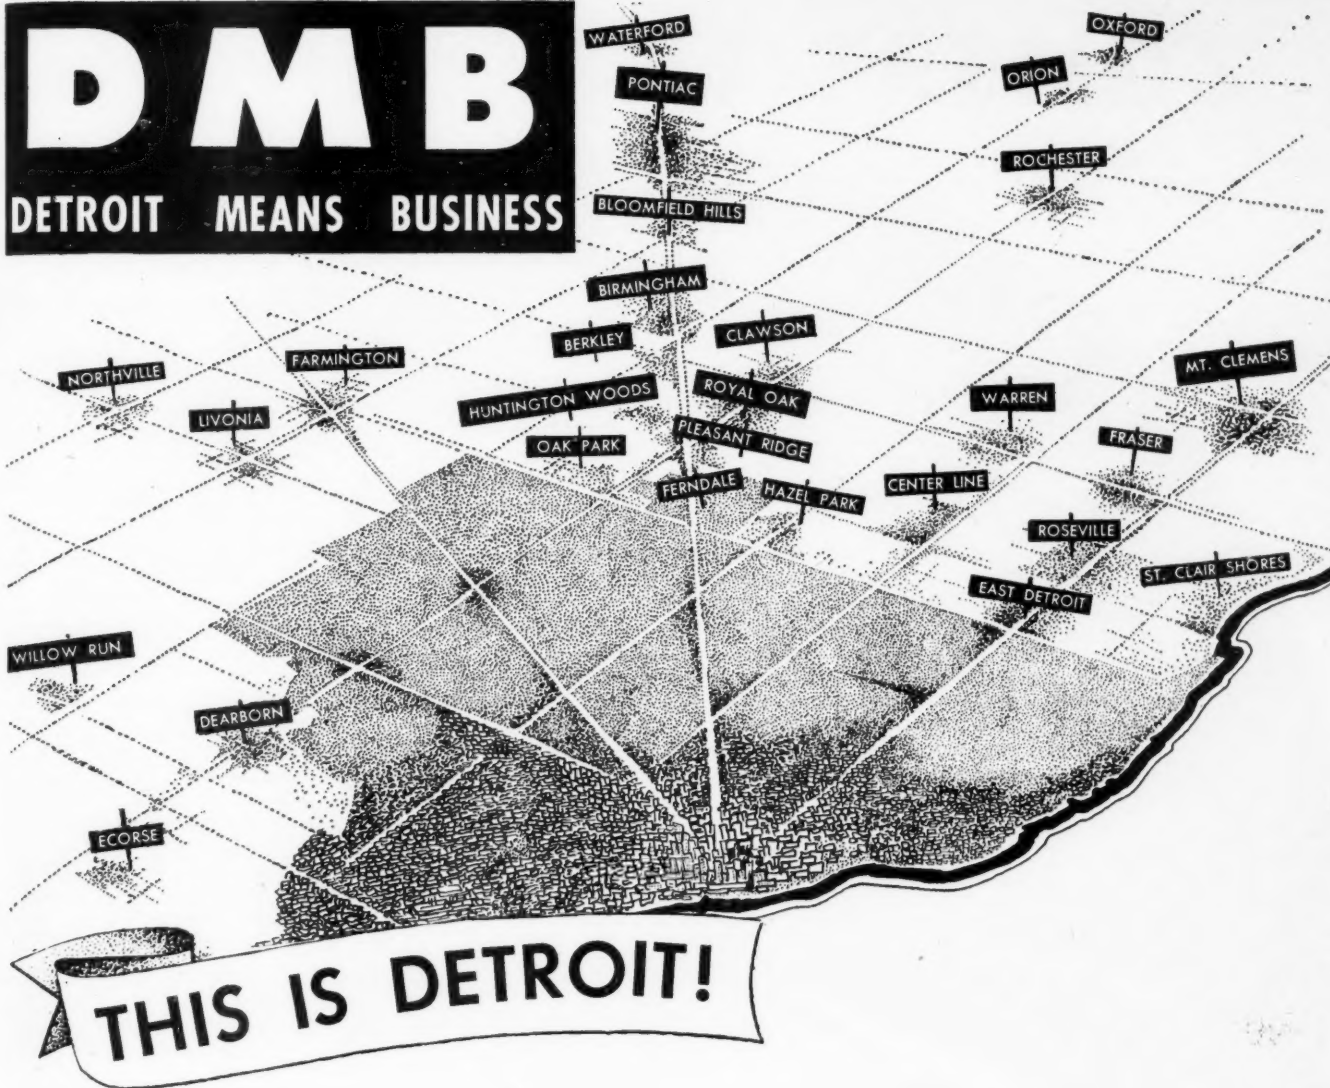 DMB
DETROIT MEANS BUSINESS
WATERFORD
OXFORD
PONTIAC
ORION
ROCHESTER
BLOOMFIELD HILLS
BIRMINGHAM
BERKLEY
CLAWSON
NORTHVILLE
FARMINGTON
MT. CLEMENS
HUNTINGTON WOODS
ROYAL OAK
WARREN
LIVONIA
OAK PARK
PLEASANT RIDGE
FRASER
FERNDALE
HAZEL PARK
CENTER LINE
ROSEVILLE
ST. CLAIR SHORES
EAST DETROIT
WILLOW RUN
DEARBORN
ECORSE
THIS IS DETROIT!